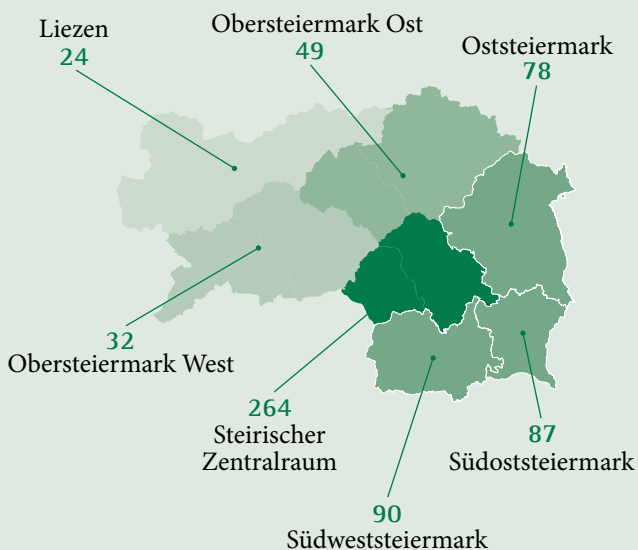 Liezen
24
Obersteiermark Ost
49
Oststeiermark
78
32
Obersteiermark West
264
Steirischer
Zentralraum
87
Südoststeiermark
90
Südweststeiermark